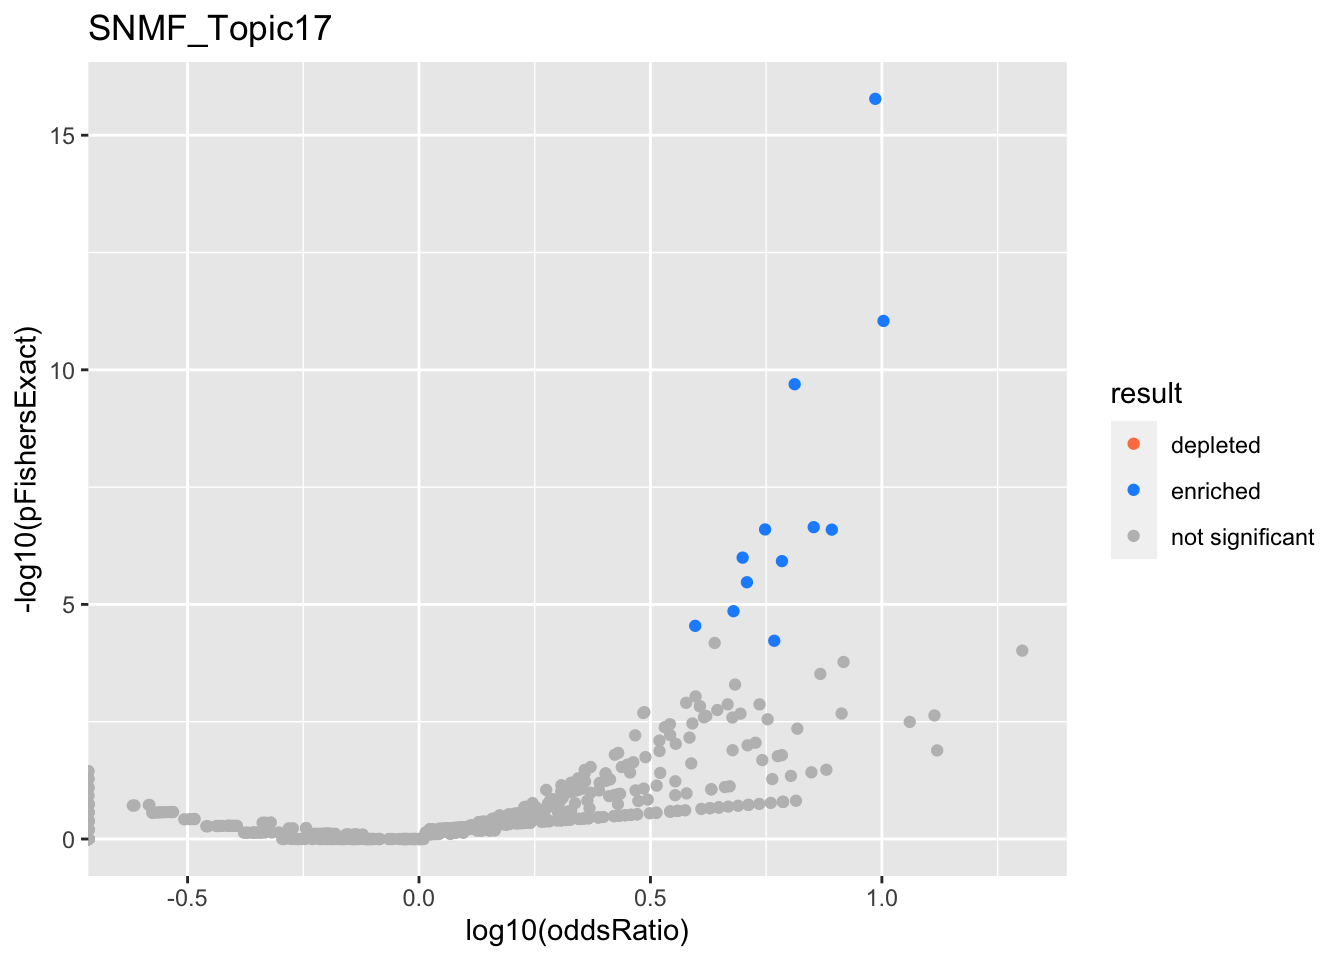 SNMF_Topic17
15
10
5
0
-log10(pFishersExact)
-0.5 0.0 0.5 1.0
log10(oddsRatio)
result
depleted
enriched
not significant